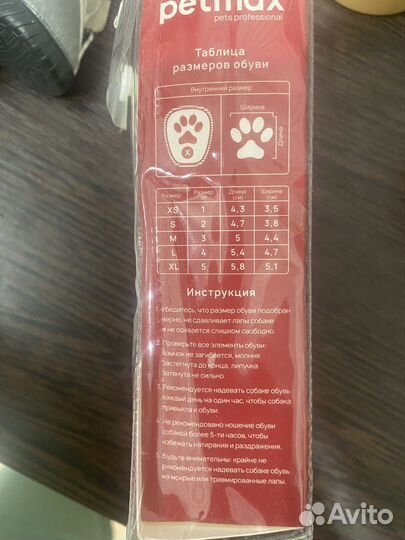 petmax
pets professional
Таблица
размеров обуви
Внутренний размер
Ширина
Длина
X
Размер Размер № Длина (см) Ширина (см)
XS 1 4,3 3,5
S 2 4,7 3,8
M 3 5 4,4
L 4 5,4 4,7
XL 5 5,8 5,1
Инструкция
1. Убедитесь, что размер обуви подобран
верно, не сдавливает лапы собаке
и не одевается слишком свободно.
2. Проверьте все элементы обуви:
язычок не загибается, молния
застегнута до конца, липучка
затянута не сильно.
3. Рекомендуется надевать собаке обувь
каждый день на один час, чтобы собака
привыкла к обуви.
4. Не рекомендовано ношение обуви
собакой более 5-ти часов, чтобы
избежать натирания и раздражения.
5. Будьте внимательны: крайне не
рекомендуется надевать собаке обувь
на мокрые или травмированные лапы.
Avito